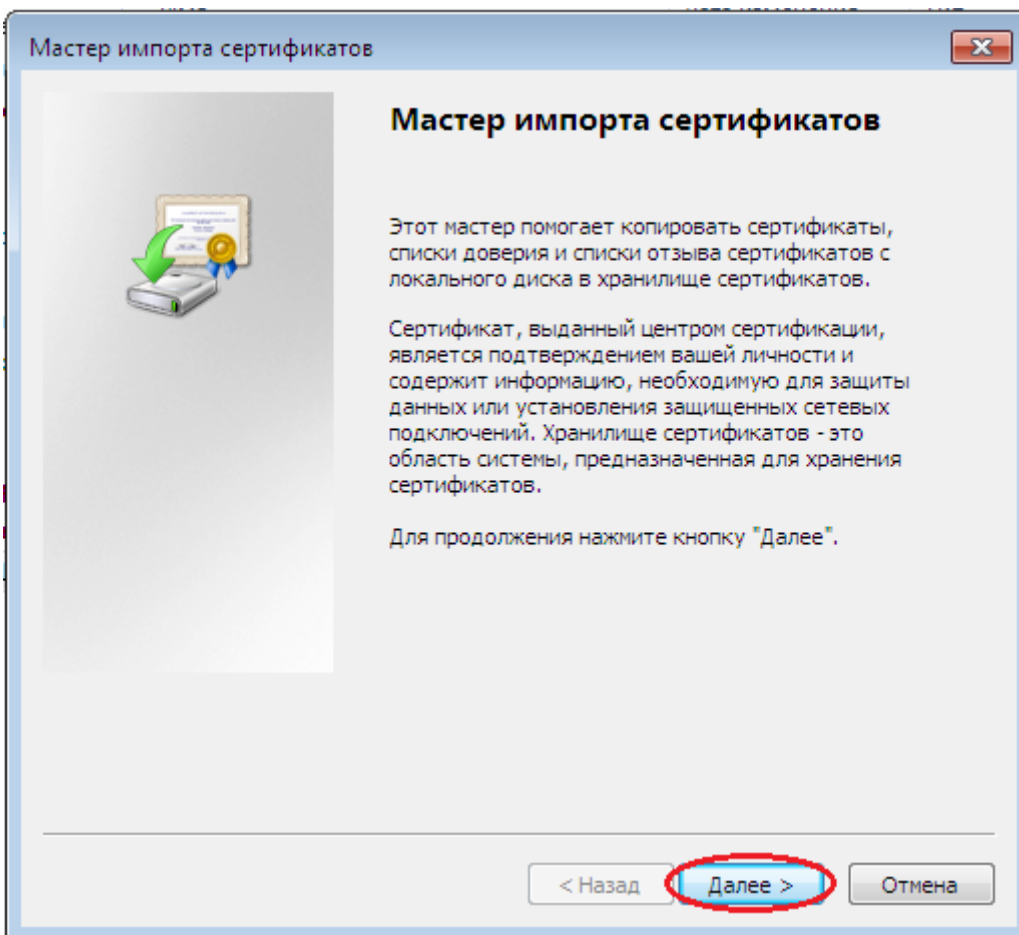 Мастер импорта сертификатов
Мастер импорта сертификатов
Этот мастер помогает копировать сертификаты,
списки доверия и списки отзыва сертификатов с
локального диска в хранилище сертификатов.
Сертификат, выданный центром сертификации,
является подтверждением вашей личности и
содержит информацию, необходимую для защиты
данных или установления защищенных сетевых
подключений. Хранилище сертификатов - это
область системы, предназначенная для хранения
сертификатов.
Для продолжения нажмите кнопку "Далее".
< Назад Далее > Отмена